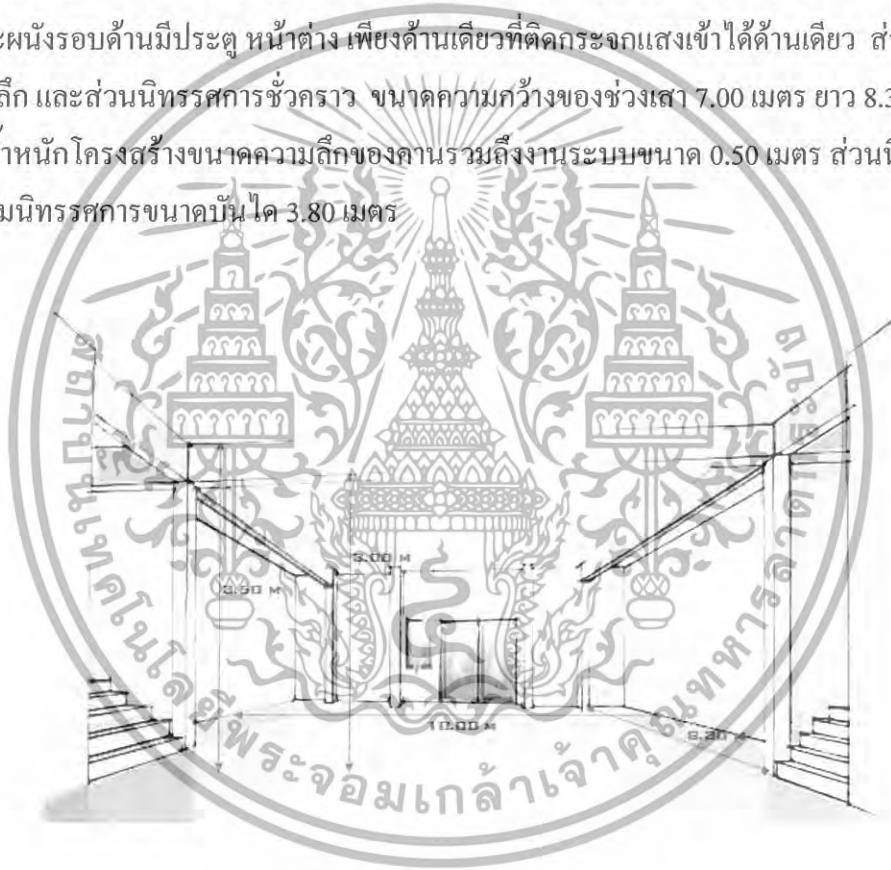 ะผนังรอบด้านมีประตู หน้าต่าง เพียงด้านเดียวที่ติดกระจกแสงเข้าได้ด้านเดียว ส่
ลึก และส่วนนิทรรศการชั่วคราว ขนาดความกว้างของช่วงเสา 7.00 เมตร ยาว 8.3
้ำหนักโครงสร้างขนาดความลึกของคานรวมถึงงานระบบขนาด 0.50 เมตร ส่วนนิ
มนิทรรศการขนาดบันได 3.80 เมตร
3.00 M
3.50 M
10.00 M
8.30 M
สถาบันเทคโนโลยีพระจอมเกล้าเจ้าคุณทหารลาดกระบัง